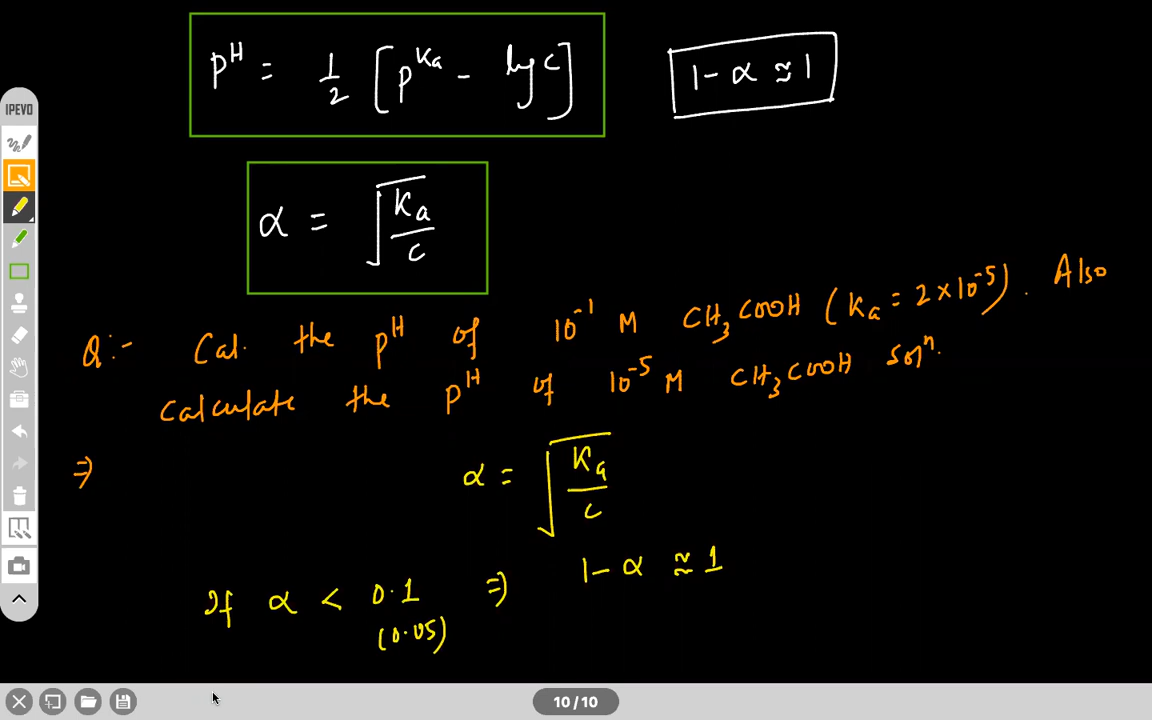 IPEVO
pH = 1/2 [pKa - log c]
1 - α ≈ 1
α = √(Ka/c)
Q:- Cal. the pH of 10⁻¹ M CH₃COOH (Ka = 2×10⁻⁵). Also
calculate the pH of 10⁻⁵ M CH₃COOH solⁿ.
⇒ α = √(Ka/c)
If α < 0.1 ⇒ 1 - α ≈ 1
(0.05)
10/10